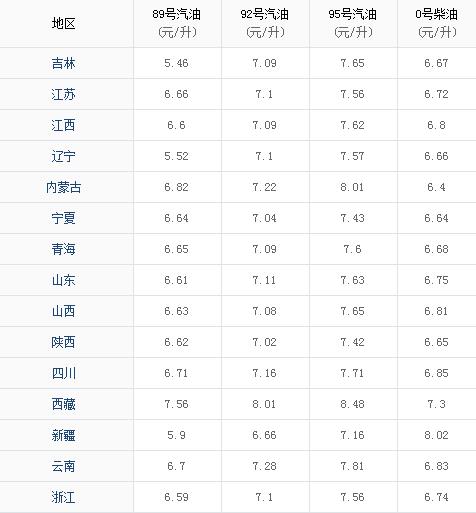 地区 89号汽油 92号汽油 95号汽油 0号柴油
(元/升) (元/升) (元/升) (元/升)
吉林 5.46 7.09 7.65 6.67
江苏 6.66 7.1 7.56 6.72
江西 6.6 7.09 7.62 6.8
辽宁 5.52 7.1 7.57 6.66
内蒙古 6.82 7.22 8.01 6.4
宁夏 6.64 7.04 7.43 6.64
青海 6.65 7.09 7.6 6.68
山东 6.61 7.11 7.63 6.75
山西 6.63 7.08 7.65 6.81
陕西 6.62 7.02 7.42 6.65
四川 6.71 7.16 7.71 6.85
西藏 7.56 8.01 8.48 7.3
新疆 5.9 6.66 7.16 8.02
云南 6.7 7.28 7.81 6.83
浙江 6.59 7.1 7.56 6.74